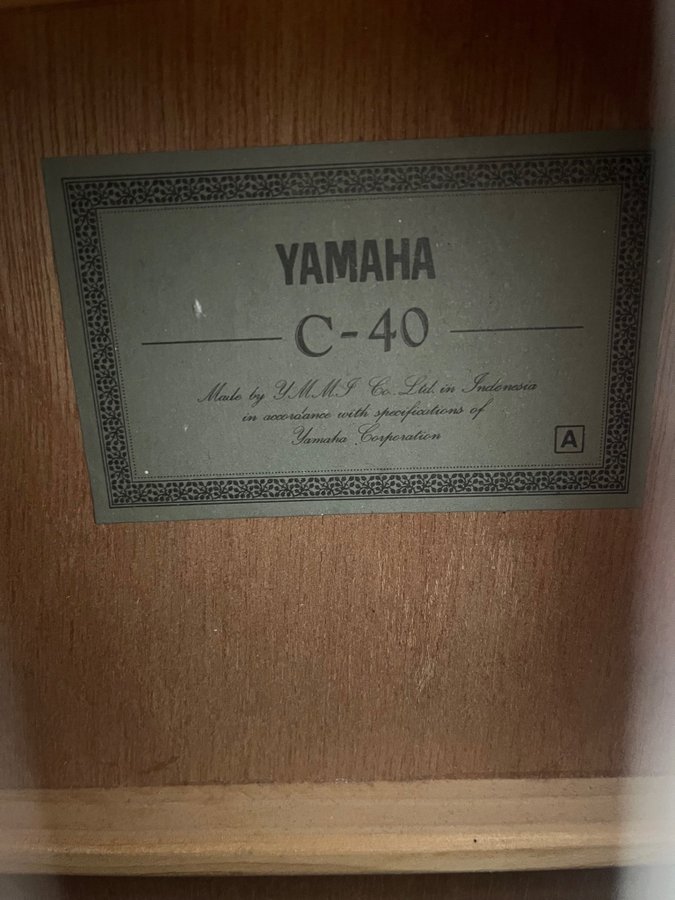 YAMAHA
C-40
Made by YMMI Co. Ltd. in Indonesia
in accordance with specifications of
Yamaha Corporation
A